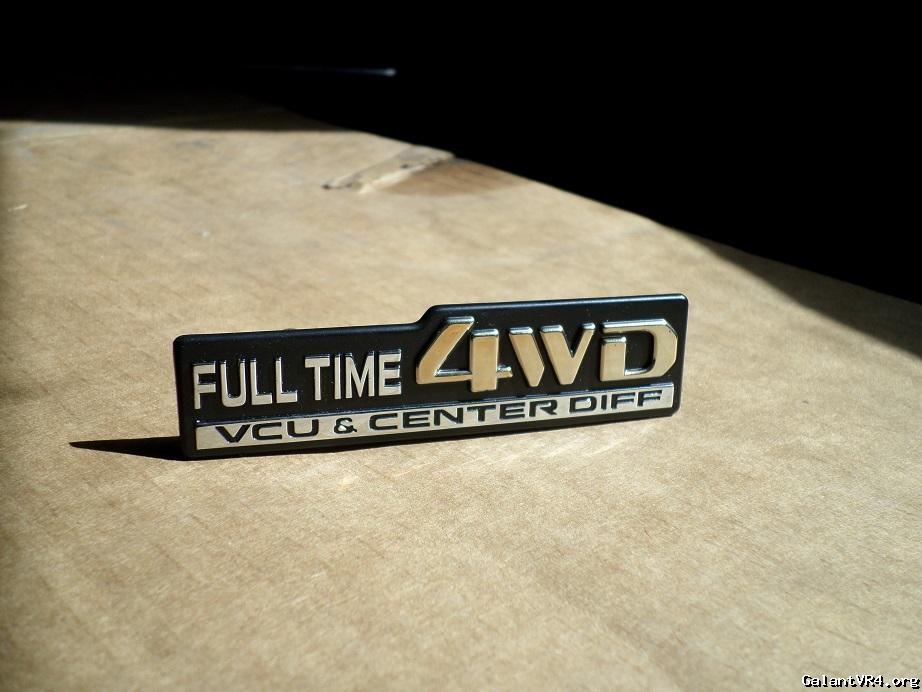 FULL TIME 4WD
VCU & CENTER DIFF
GalantVR4.org